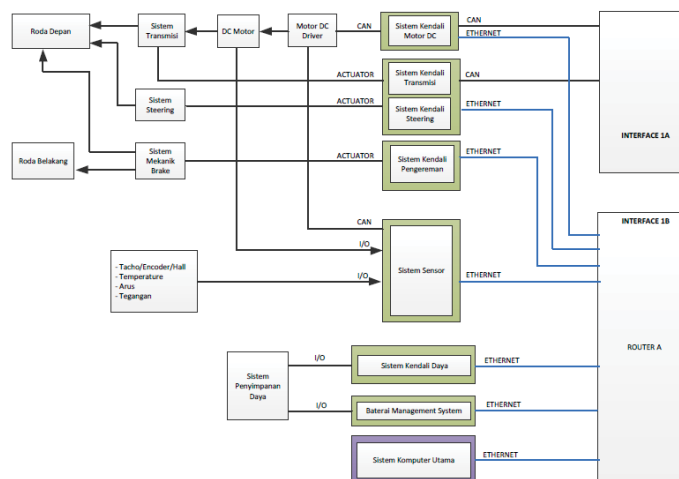 Roda Depan
Sistem
Transmisi
DC Motor
Motor DC
Driver
CAN
Sistem Kendali
Motor DC
CAN
ETHERNET
ACTUATOR
Sistem Kendali
Transmisi
CAN
Sistem
Steering
ACTUATOR
Sistem Kendali
Steering
ETHERNET
INTERFACE 1A
Roda Belakang
Sistem
Mekanik
Brake
ACTUATOR
Sistem Kendali
Pengereman
ETHERNET
INTERFACE 1B
CAN
I/O
Sistem Sensor
- Tacho/Encoder/Hall
- Temperature
- Arus
- Tegangan
I/O
ETHERNET
ROUTER A
Sistem
Penyimpanan
Daya
I/O
Sistem Kendali Daya
ETHERNET
I/O
Baterai Management System
ETHERNET
Sistem Komputer Utama
ETHERNET